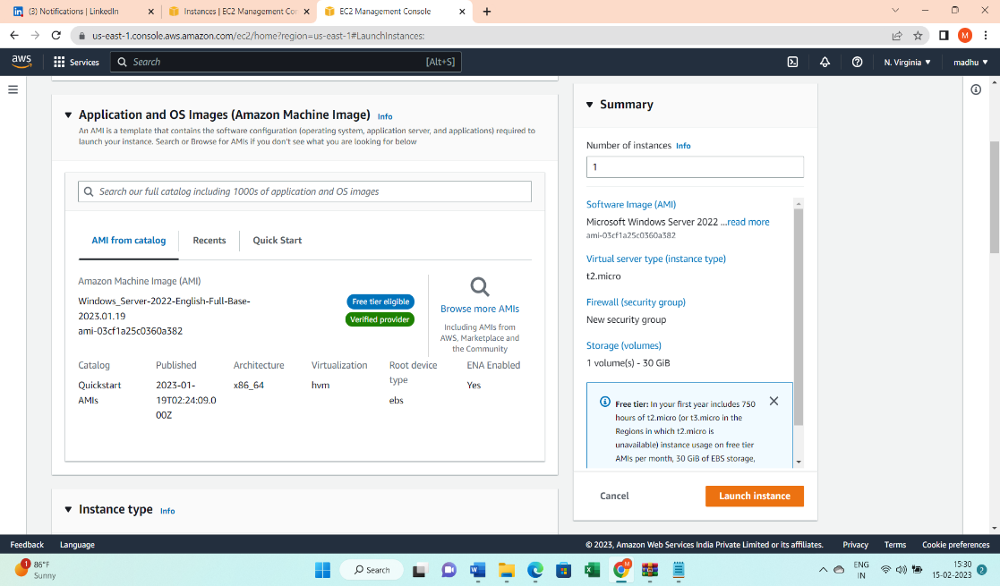 (3) Notifications | LinkedIn
Instances | EC2 Management Con
EC2 Management Console
us-east-1.console.aws.amazon.com/ec2/home?region=us-east-1#LaunchInstances:
M
aws
Services
Search
[Alt+S]
N. Virginia
madhu
Application and OS Images (Amazon Machine Image) Info
An AMI is a template that contains the software configuration (operating system, application server, and applications) required to
launch your instance. Search or Browse for AMIs if you don't see what you are looking for below
Search our full catalog including 1000s of application and OS images
AMI from catalog
Recents
Quick Start
Amazon Machine Image (AMI)
Windows_Server-2022-English-Full-Base-
2023.01.19
ami-03cf1a25c0360a382
Free tier eligible
Verified provider
Browse more AMIs
Including AMIs from
AWS, Marketplace and
the Community
Catalog
Quickstart
AMIs
Published
2023-01-
19T02:24:09.0
00Z
Architecture
x86_64
Virtualization
hvm
Root device
type
ebs
ENA Enabled
Yes
Instance type Info
Summary
Number of instances Info
1
Software Image (AMI)
Microsoft Windows Server 2022 ...read more
ami-03cf1a25c0360a382
Virtual server type (instance type)
t2.micro
Firewall (security group)
New security group
Storage (volumes)
1 volume(s) - 30 GiB
Free tier: In your first year includes 750
hours of t2.micro (or t3.micro in the
Regions in which t2.micro is
unavailable) instance usage on free tier
AMIs per month, 30 GiB of EBS storage,
Cancel
Launch instance
Feedback
Language
© 2023, Amazon Web Services India Private Limited or its affiliates.
Privacy
Terms
Cookie preferences
1
86°F
Sunny
Search
ENG
IN
15:30
15-02-2023
2